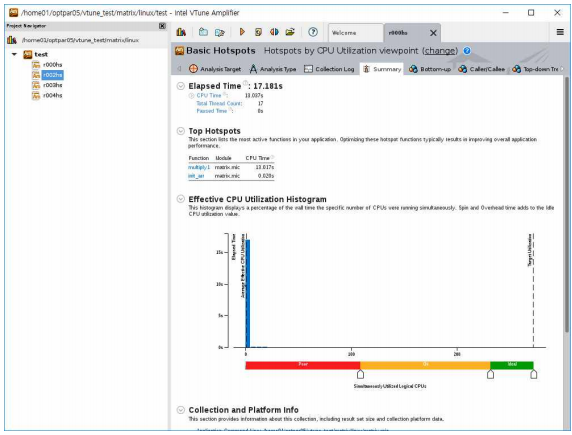 /home01/optpar05/vtune_test/matrix/linux/test - Intel VTune Amplifier
Project Navigator
/home01/optpar05/vtune_test/matrix/linux
test
r000hs
r002hs
r003hs
r004hs
Welcome
r000hs
Basic Hotspots Hotspots by CPU Utilization viewpoint (change)
Analysis Target
Analysis Type
Collection Log
Summary
Bottom-up
Caller/Callee
Top-down Tre
Elapsed Time: 17.181s
CPU Time:
Total Thread Count: 17
Paused Time: 0s
Top Hotspots
This section lists the most active functions in your application. Optimizing these hotspot functions typically results in improving overall application
performance.
Function Module CPU Time
multiply1 matrix.mic
init_arr matrix.mic 0.020s
Effective CPU Utilization Histogram
This histogram displays a percentage of the wall time the specific number of CPUs were running simultaneously. Spin and Overhead time adds to the Idle
CPU utilization value.
Elapsed Time
Average Effective CPU Utilization
Target Utilization
15s
10s
5s
0s
0
100
200
Poor
Ok
Ideal
Simultaneously Utilized Logical CPUs
Collection and Platform Info
This section provides information about this collection, including result set size and collection platform data.